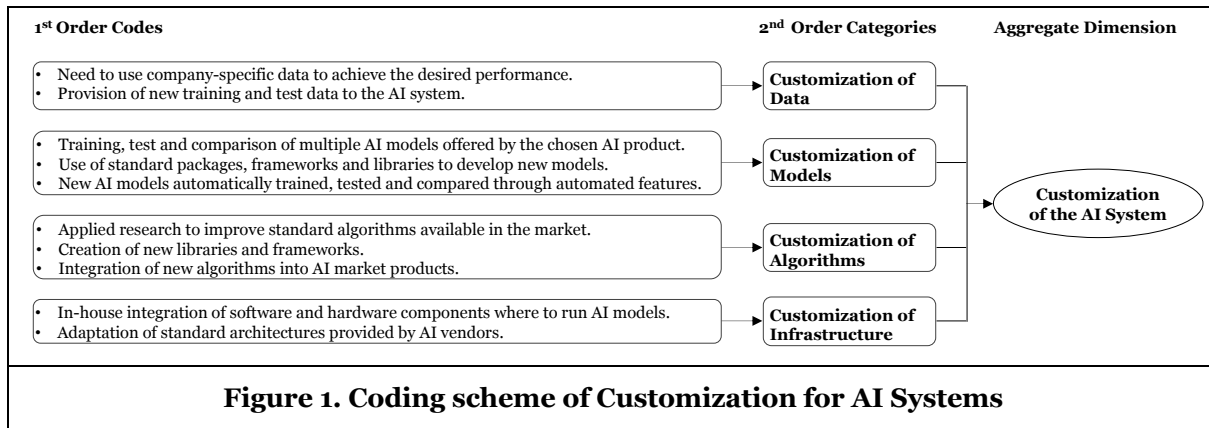 1st Order Codes
2nd Order Categories
Aggregate Dimension
• Need to use company-specific data to achieve the desired performance.
• Provision of new training and test data to the AI system.
Customization of
Data
• Training, test and comparison of multiple AI models offered by the chosen AI product.
• Use of standard packages, frameworks and libraries to develop new models.
• New AI models automatically trained, tested and compared through automated features.
Customization of
Models
Customization
of the AI System
• Applied research to improve standard algorithms available in the market.
• Creation of new libraries and frameworks.
• Integration of new algorithms into AI market products.
Customization of
Algorithms
• In-house integration of software and hardware components where to run AI models.
• Adaptation of standard architectures provided by AI vendors.
Customization of
Infrastructure
Figure 1. Coding scheme of Customization for AI Systems